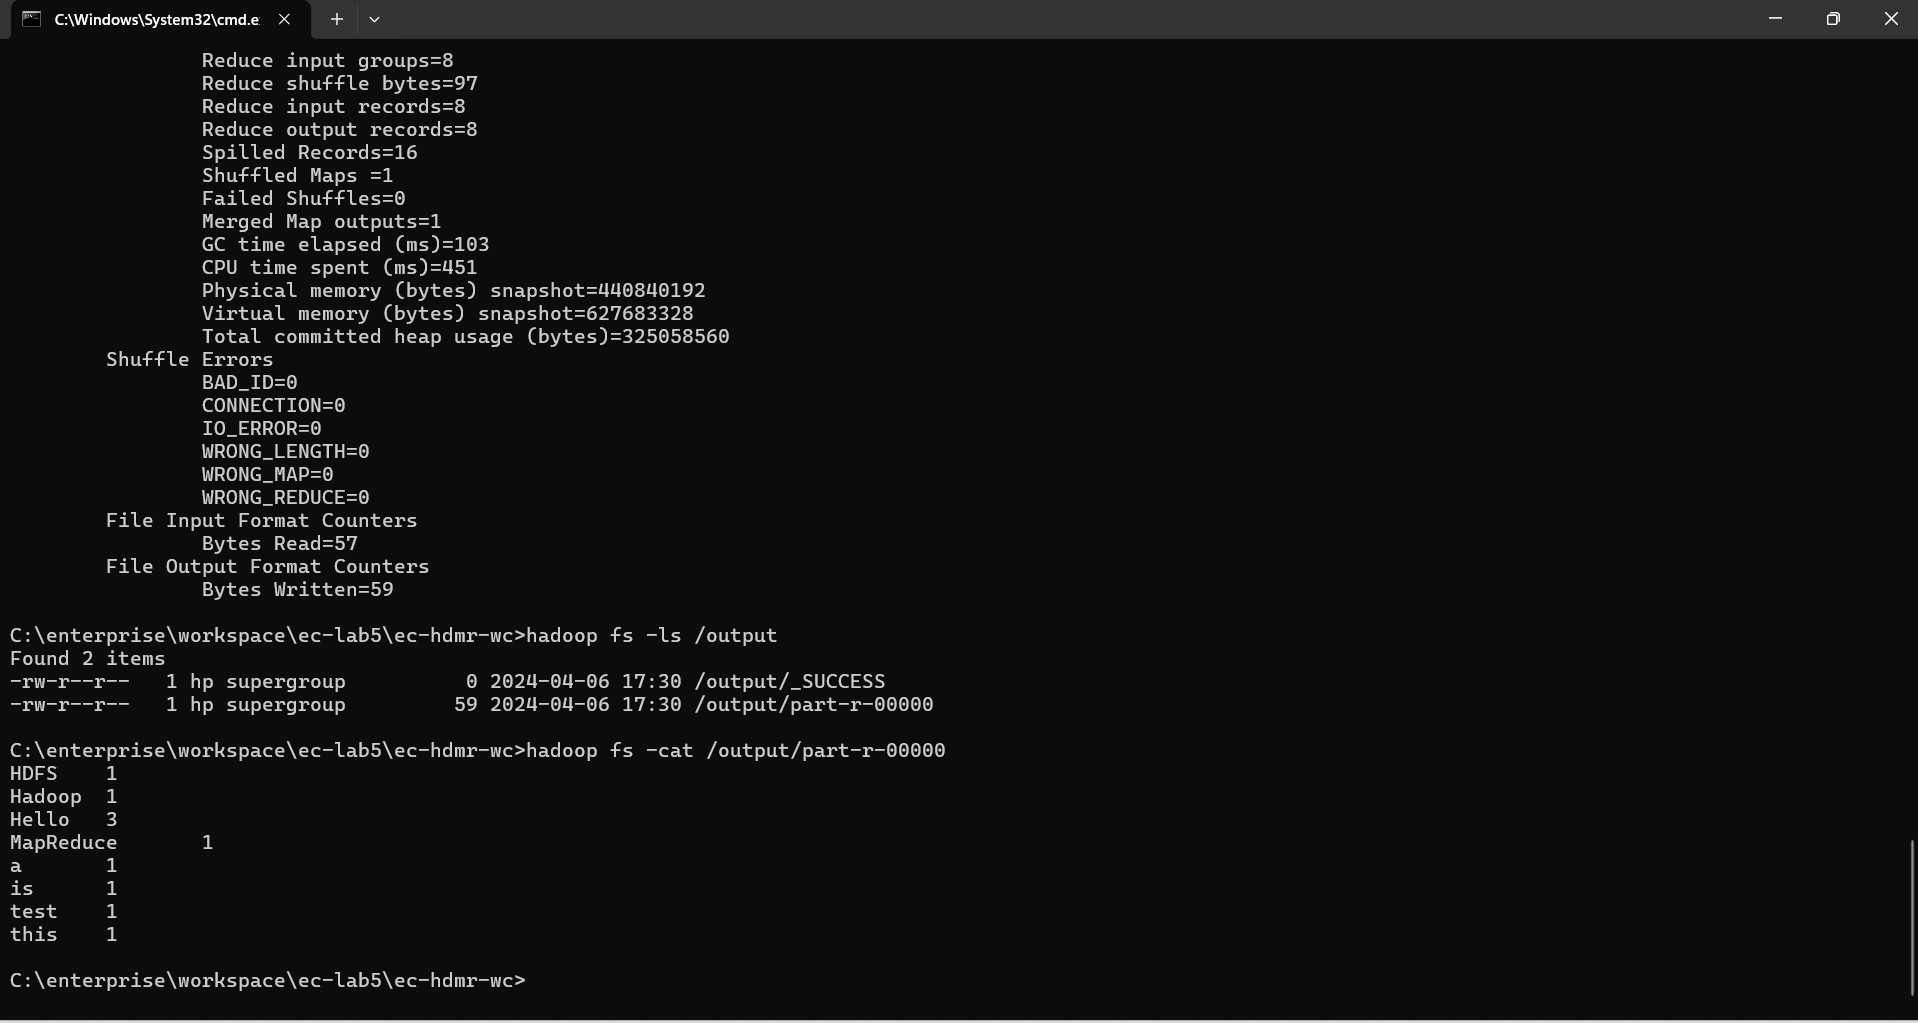 C:\Windows\System32\cmd.e
Reduce input groups=8
Reduce shuffle bytes=97
Reduce input records=8
Reduce output records=8
Spilled Records=16
Shuffled Maps =1
Failed Shuffles=0
Merged Map outputs=1
GC time elapsed (ms)=103
CPU time spent (ms)=451
Physical memory (bytes) snapshot=440840192
Virtual memory (bytes) snapshot=627683328
Total committed heap usage (bytes)=325058560
Shuffle Errors
BAD_ID=0
CONNECTION=0
IO_ERROR=0
WRONG_LENGTH=0
WRONG_MAP=0
WRONG_REDUCE=0
File Input Format Counters
Bytes Read=57
File Output Format Counters
Bytes Written=59
C:\enterprise\workspace\ec-lab5\ec-hdmr-wc>hadoop fs -ls /output
Found 2 items
-rw-r--r--   1 hp supergroup          0 2024-04-06 17:30 /output/_SUCCESS
-rw-r--r--   1 hp supergroup         59 2024-04-06 17:30 /output/part-r-00000
C:\enterprise\workspace\ec-lab5\ec-hdmr-wc>hadoop fs -cat /output/part-r-00000
HDFS    1
Hadoop  1
Hello   3
MapReduce       1
a       1
is      1
test    1
this    1
C:\enterprise\workspace\ec-lab5\ec-hdmr-wc>